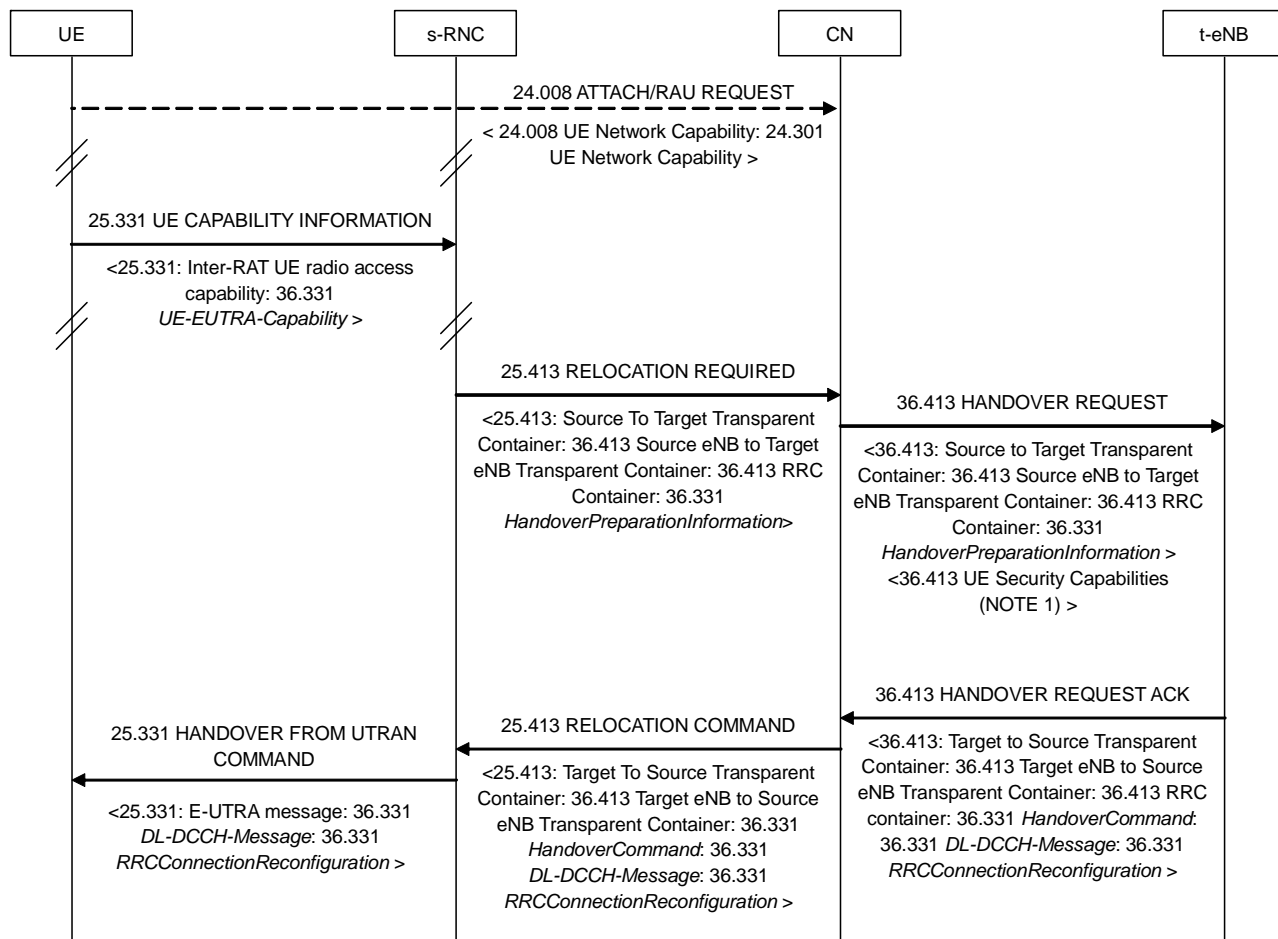 UE
s-RNC
CN
t-eNB
24.008 ATTACH/RAU REQUEST
< 24.008 UE Network Capability: 24.301
UE Network Capability >
25.331 UE CAPABILITY INFORMATION
<25.331: Inter-RAT UE radio access
capability: 36.331
UE-EUTRA-Capability >
25.413 RELOCATION REQUIRED
<25.413: Source To Target Transparent
Container: 36.413 Source eNB to Target
eNB Transparent Container: 36.413 RRC
Container: 36.331
HandoverPreparationInformation>
36.413 HANDOVER REQUEST
<36.413: Source to Target Transparent
Container: 36.413 Source eNB to Target
eNB Transparent Container: 36.413 RRC
Container: 36.331
HandoverPreparationInformation >
<36.413 UE Security Capabilities
(NOTE 1) >
36.413 HANDOVER REQUEST ACK
<36.413: Target to Source Transparent
Container: 36.413 Target eNB to Source
eNB Transparent Container: 36.413 RRC
container: 36.331 HandoverCommand:
36.331 DL-DCCH-Message: 36.331
RRCConnectionReconfiguration >
25.413 RELOCATION COMMAND
<25.413: Target To Source Transparent
Container: 36.413 Target eNB to Source
eNB Transparent Container: 36.331
HandoverCommand: 36.331
DL-DCCH-Message: 36.331
RRCConnectionReconfiguration >
25.331 HANDOVER FROM UTRAN
COMMAND
<25.331: E-UTRA message: 36.331
DL-DCCH-Message: 36.331
RRCConnectionReconfiguration >